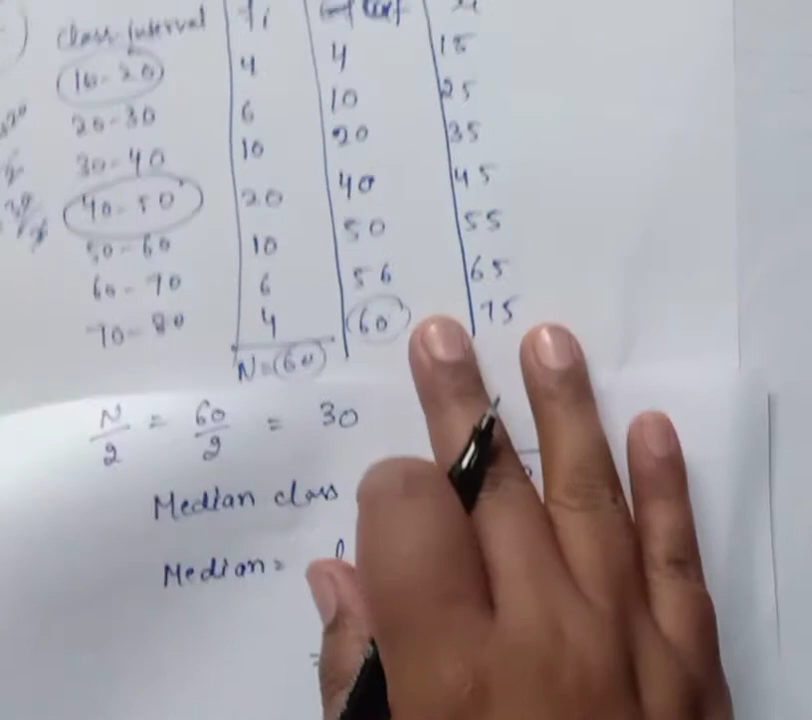 class interval fi cf xi
10-20 4 4 15
20-30 6 10 25
30-40 10 20 35
40-50 20 40 45
50-60 10 50 55
60-70 6 56 65
70-80 4 60 75
N=60
N/2 = 60/2 = 30
Median class
Median = l
=